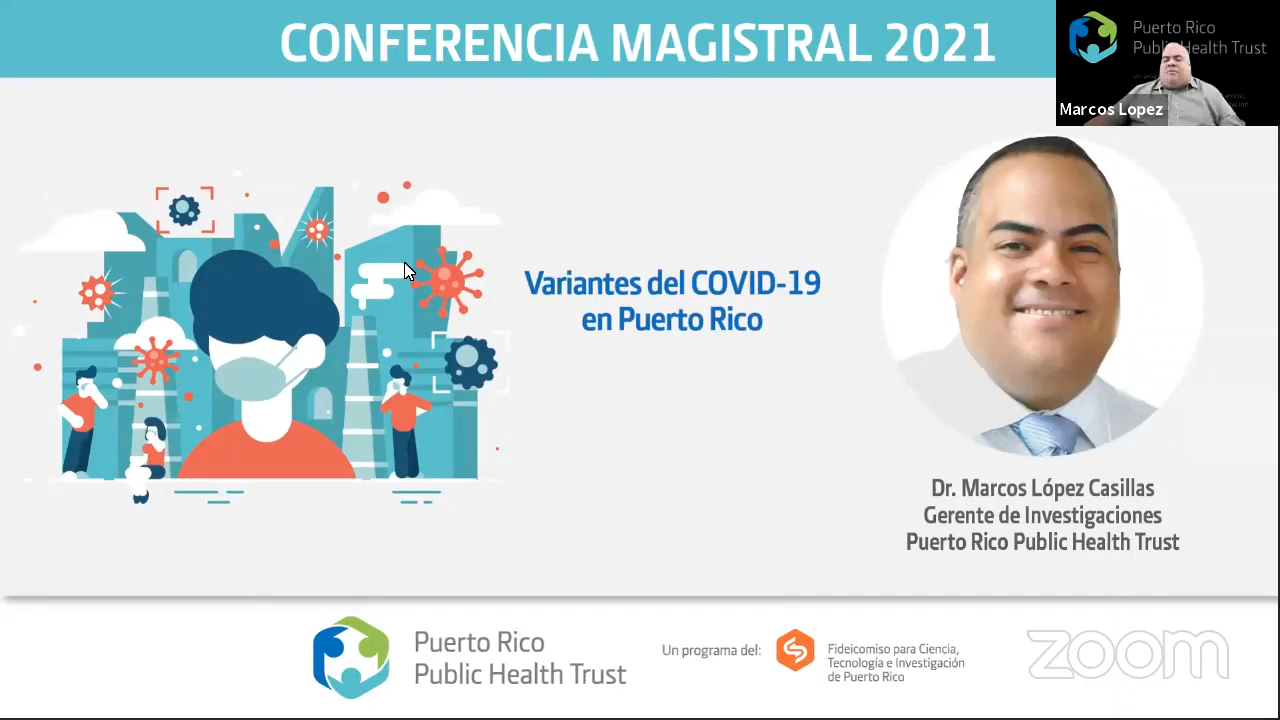 CONFERENCIA MAGISTRAL 2021
Puerto Rico
Public Health Trust
Marcos Lopez
Variantes del COVID-19
en Puerto Rico
Dr. Marcos López Casillas
Gerente de Investigaciones
Puerto Rico Public Health Trust
Puerto Rico
Public Health Trust
Un programa del:
Fideicomiso para Ciencia,
Tecnología e Investigación
de Puerto Rico
zoom